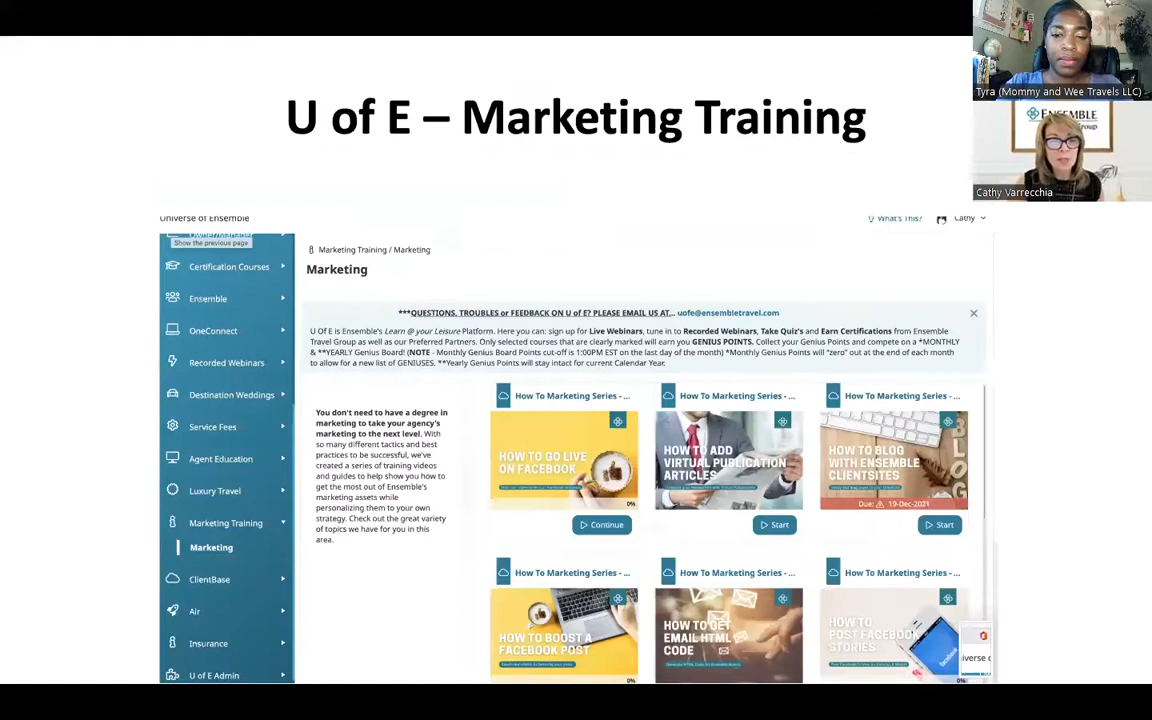 U of E – Marketing Training
Tyra (Mommy and Wee Travels LLC)
ENSEMBLE
Group
Cathy Varrecchia
Universe of Ensemble
What's This?
Cathy
Owner/Manager
Show the previous page
Certification Courses
Ensemble
OneConnect
Recorded Webinars
Destination Weddings
Service Fees
Agent Education
Luxury Travel
Marketing Training
Marketing
ClientBase
Air
Insurance
U of E Admin
Marketing Training / Marketing
Marketing
***QUESTIONS, TROUBLES or FEEDBACK ON U of E? PLEASE EMAIL US AT... uofe@ensembletravel.com
U Of E is Ensemble's Learn @ your Leisure Platform. Here you can: sign up for Live Webinars, tune in to Recorded Webinars, Take Quiz's and Earn Certifications from Ensemble
Travel Group as well as our Preferred Partners. Only selected courses that are clearly marked will earn you GENIUS POINTS. Collect your Genius Points and compete on a *MONTHLY
& **YEARLY Genius Board! (NOTE - Monthly Genius Board Points cut-off is 1:00PM EST on the last day of the month) *Monthly Genius Points will "zero" out at the end of each month
to allow for a new list of GENIUSES. **Yearly Genius Points will stay intact for current Calendar Year.
You don't need to have a degree in
marketing to take your agency's
marketing to the next level. With
so many different tactics and best
practices to be successful, we've
created a series of training videos
and guides to help show you how to
get the most out of Ensemble's
marketing assets while
personalizing them to your own
strategy. Check out the great variety
of topics we have for you in this
area.
How To Marketing Series - ...
HOW TO GO LIVE
ON FACEBOOK
0%
Continue
How To Marketing Series - ...
HOW TO ADD
VIRTUAL PUBLICATION
ARTICLES
Start
How To Marketing Series - ...
HOW TO BLOG
WITH ENSEMBLE
CLIENTSITES
BLOG
Due: 19-Dec-2021
Start
How To Marketing Series - ...
HOW TO BOOST A
FACEBOOK POST
0%
How To Marketing Series - ...
HOW TO GET
EMAIL HTML
CODE
How To Marketing Series - ...
HOW TO
POST FACEBOOK
STORIES
facebook
0%
iverse o